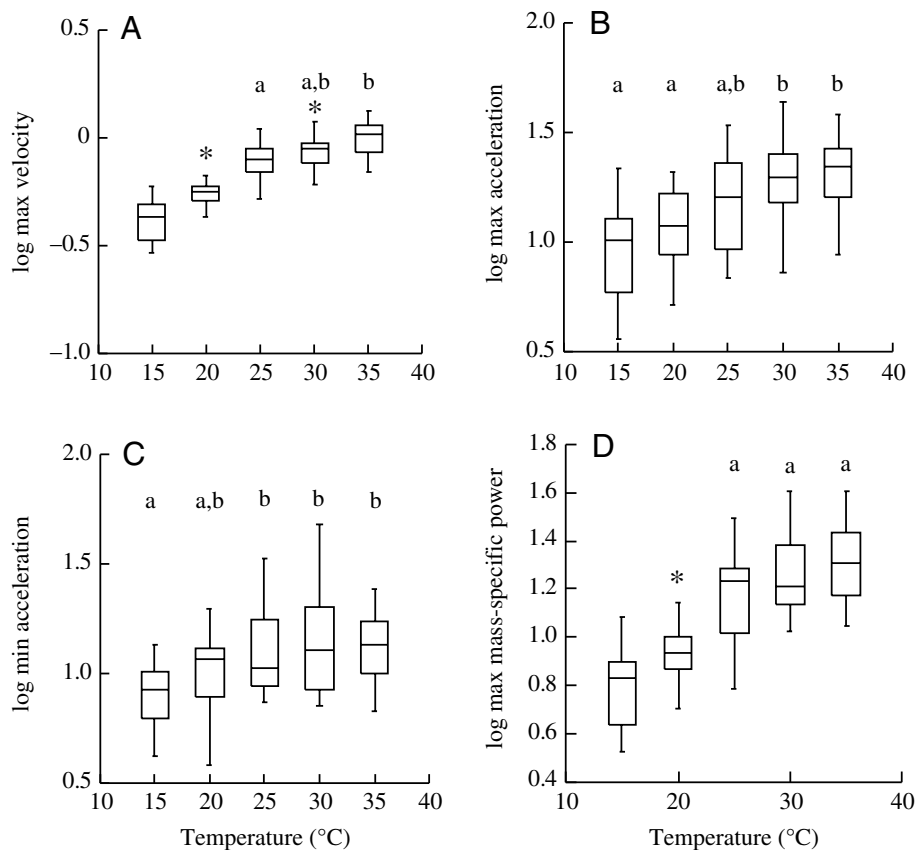 A
0.5
0
–0.5
–1.0
log max velocity
*
a
a,b
*
b
10 15 20 25 30 35 40
B
2.0
1.5
1.0
0.5
log max acceleration
a a a,b b b
10 15 20 25 30 35 40
C
2.0
1.5
1.0
0.5
log min acceleration
a a,b b b b
10 15 20 25 30 35 40
Temperature (°C)
D
1.8
1.6
1.4
1.2
1.0
0.8
0.6
0.4
log max mass-specific power
*
a a a
10 15 20 25 30 35 40
Temperature (°C)